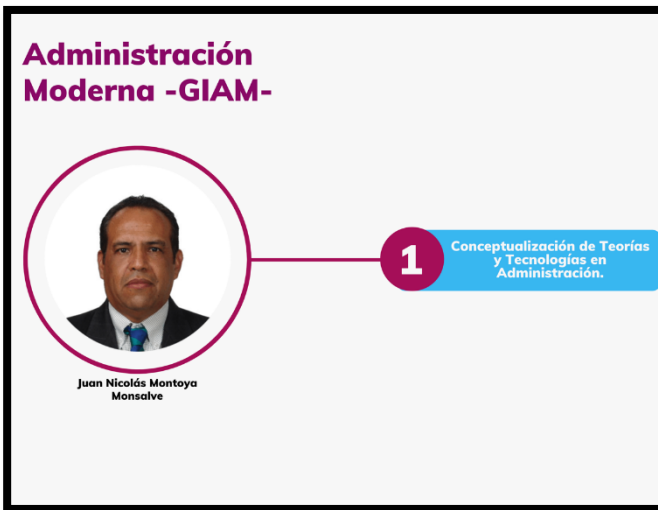 Administración
Moderna -GIAM-
1
Conceptualización de Teorías
y Tecnologías en
Administración.
Juan Nicolás Montoya
Monsalve